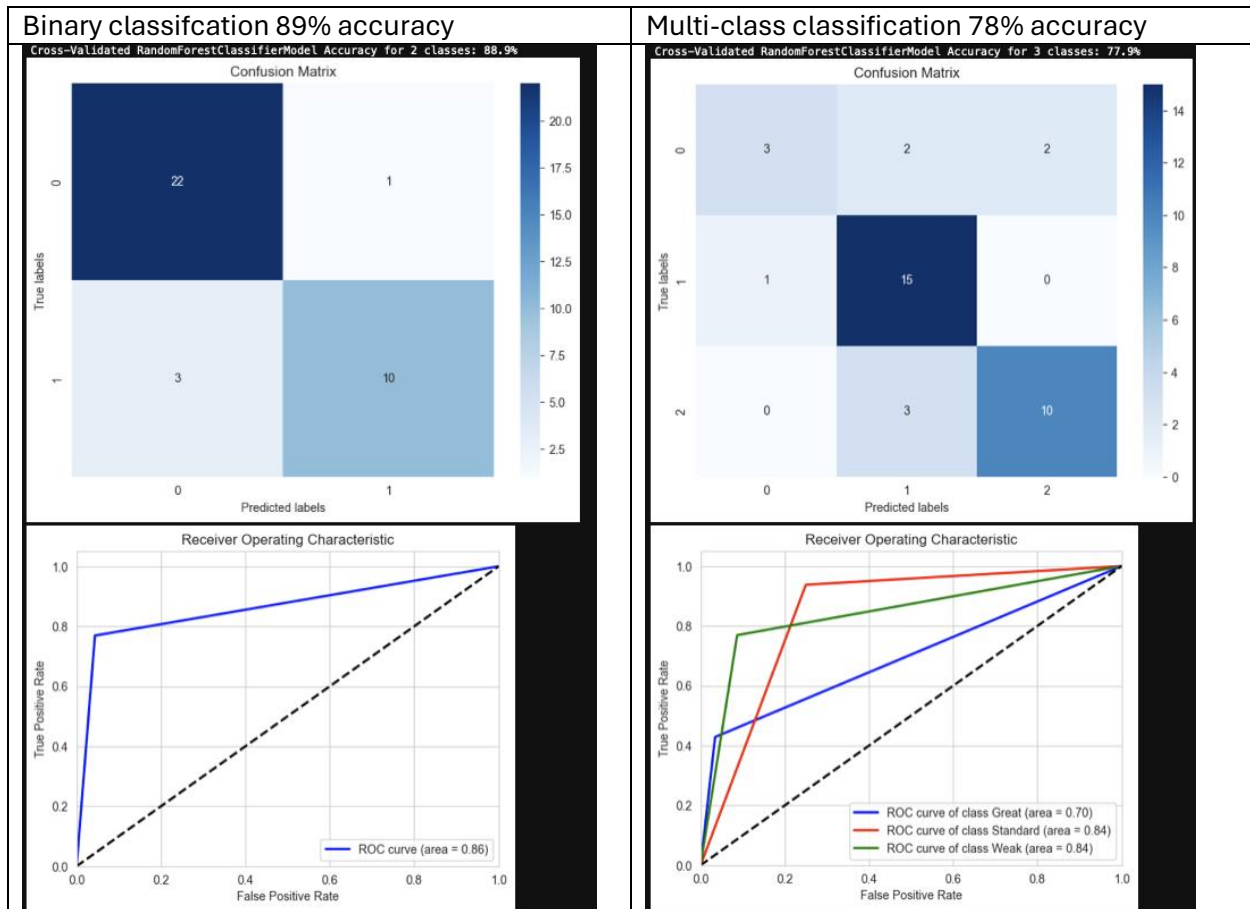 Binary classifcation 89% accuracy
Cross-Validated RandomForestClassifierModel Accuracy for 2 classes: 88.9%
Confusion Matrix
True labels
0
1
22
1
3
10
20.0
17.5
15.0
12.5
10.0
7.5
5.0
2.5
0
1
Predicted labels
Receiver Operating Characteristic
True Positive Rate
1.0
0.8
0.6
0.4
0.2
0.0
ROC curve (area = 0.86)
0.0 0.2 0.4 0.6 0.8 1.0
False Positive Rate
Multi-class classification 78% accuracy
Cross-Validated RandomForestClassifierModel Accuracy for 3 classes: 77.9%
Confusion Matrix
True labels
0
1
2
3 2 2
1 15 0
0 3 10
14
12
10
8
6
4
2
0
0 1 2
Predicted labels
Receiver Operating Characteristic
True Positive Rate
1.0
0.8
0.6
0.4
0.2
0.0
ROC curve of class Great (area = 0.70)
ROC curve of class Standard (area = 0.84)
ROC curve of class Weak (area = 0.84)
0.0 0.2 0.4 0.6 0.8 1.0
False Positive Rate